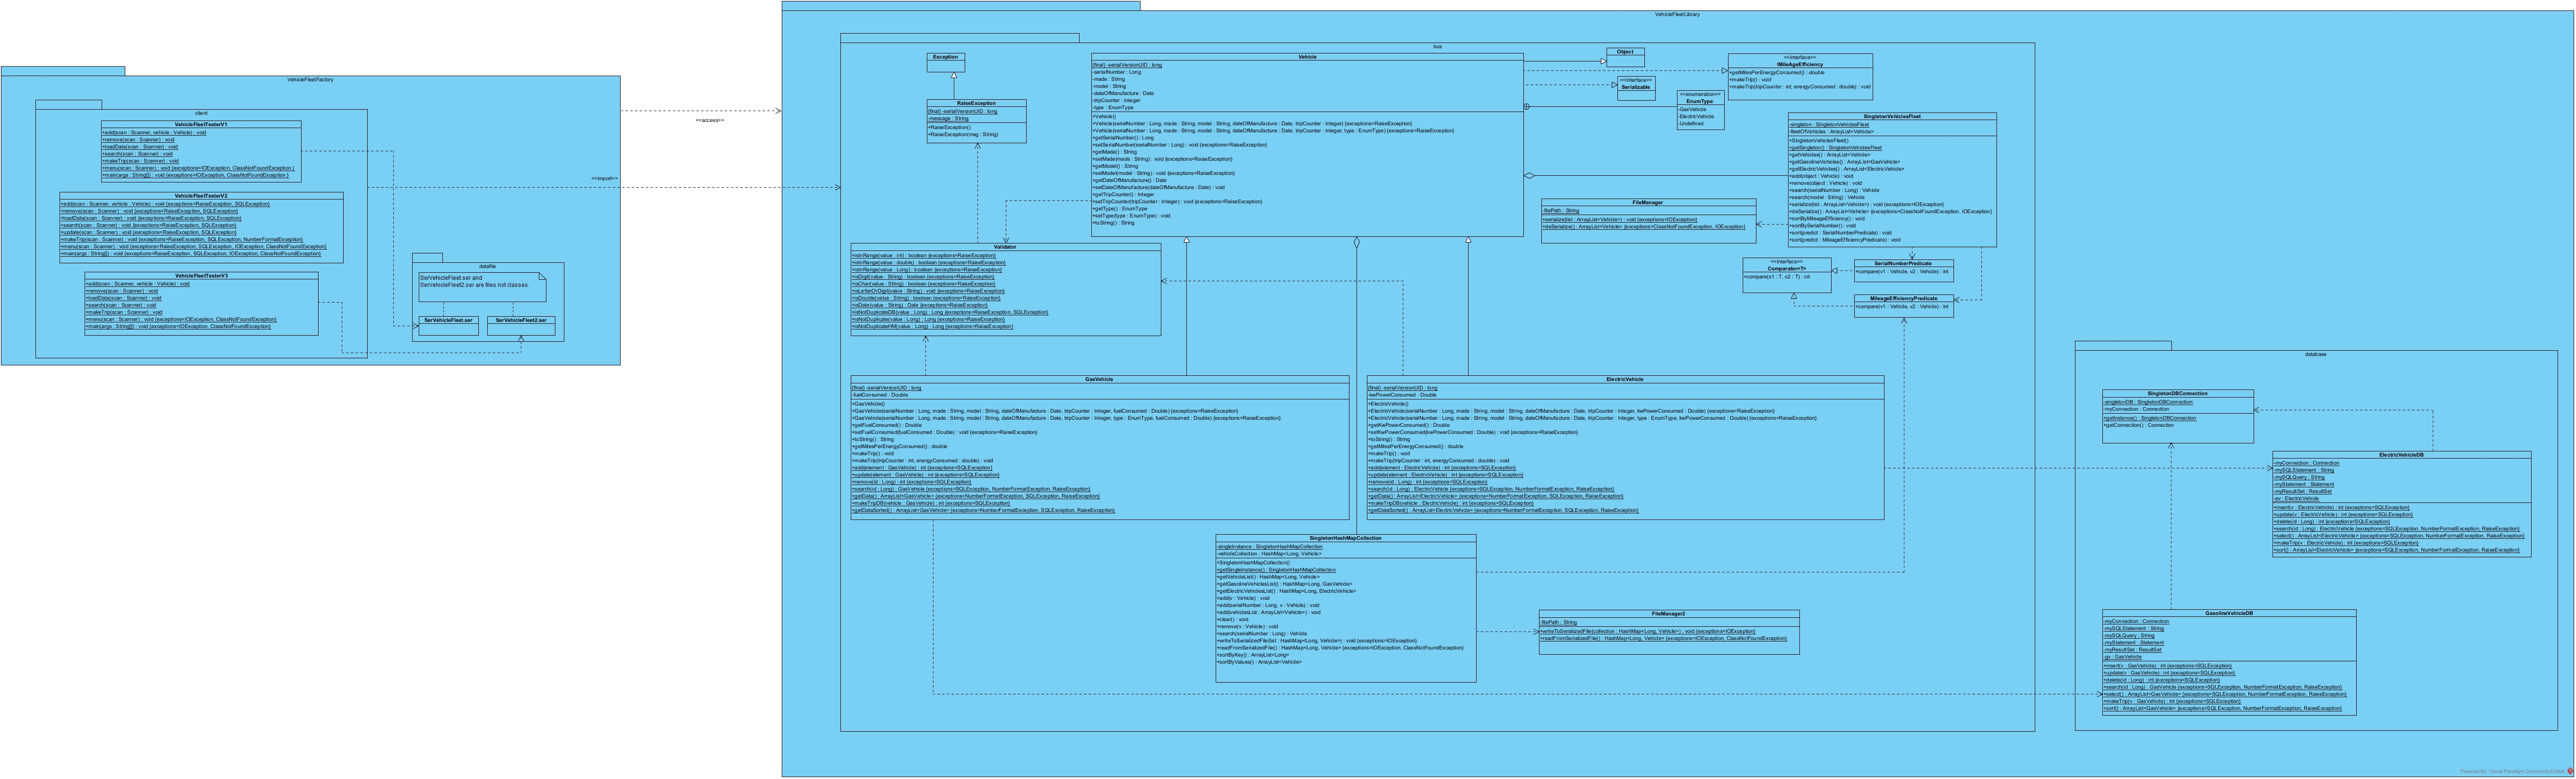 VehicleFleetFactory
client
VehicleFleetTesterV1
+add(scan : Scanner, vehicle : Vehicle) : void
+remove(scan : Scanner) : void
+loadData(scan : Scanner) : void
+search(scan : Scanner) : void
+makeTrip(scan : Scanner) : void
+menu(scan : Scanner) : void {exceptions=IOException, ClassNotFoundException }
+main(args : String[]) : void {exceptions=IOException, ClassNotFoundException }
VehicleFleetTesterV2
+add(scan : Scanner, vehicle : Vehicle) : void {exceptions=RaiseException, SQLException}
+remove(scan : Scanner) : void {exceptions=RaiseException, SQLException}
+loadData(scan : Scanner) : void {exceptions=RaiseException, SQLException}
+search(scan : Scanner) : void {exceptions=RaiseException, SQLException}
+update(scan : Scanner) : void {exceptions=RaiseException, SQLException}
+makeTrip(scan : Scanner) : void {exceptions=RaiseException, SQLException, NumberFormatException}
+menu(scan : Scanner) : void {exceptions=RaiseException, SQLException, IOException, ClassNotFoundException}
+main(args : String[]) : void {exceptions=RaiseException, SQLException, IOException, ClassNotFoundException}
VehicleFleetTesterV3
+add(scan : Scanner, vehicle : Vehicle) : void
+remove(scan : Scanner) : void
+loadData(scan : Scanner) : void
+search(scan : Scanner) : void
+makeTrip(scan : Scanner) : void
+menu(scan : Scanner) : void {exceptions=IOException, ClassNotFoundException}
+main(args : String[]) : void {exceptions=IOException, ClassNotFoundException}
datafile
SerVehicleFleet.ser and
SerVehicleFleet2.ser are files not classes.
SerVehicleFleet.ser
SerVehicleFleet2.ser
<<access>>
<<import>>
VehicleFleetLibrary
bus
Exception
RaiseException
{final} -serialVersionUID : long
-message : String
+RaiseException()
+RaiseException(msg : String)
Vehicle
{final} -serialVersionUID : long
-serialNumber : Long
-made : String
-model : String
-dateOfManufacture : Date
-tripCounter : Integer
-type : EnumType
+Vehicle()
+Vehicle(serialNumber : Long, made : String, model : String, dateOfManufacture : Date, tripCounter : Integer) {exceptions=RaiseException}
+Vehicle(serialNumber : Long, made : String, model : String, dateOfManufacture : Date, tripCounter : Integer, type : EnumType) {exceptions=RaiseException}
+getSerialNumber() : Long
+setSerialNumber(serialNumber : Long) : void {exceptions=RaiseException}
+getMade() : String
+setMade(made : String) : void {exceptions=RaiseException}
+getModel() : String
+setModel(model : String) : void {exceptions=RaiseException}
+getDateOfManufacture() : Date
+setDateOfManufacture(dateOfManufacture : Date) : void
+getTripCounter() : Integer
+setTripCounter(tripCounter : Integer) : void {exceptions=RaiseException}
+getType() : EnumType
+setType(type : EnumType) : void
+toString() : String
Object
<<Interface>>
Serializable
<<enumeration>>
EnumType
-GasVehicle
-ElectricVehicle
-Undefined
<<Interface>>
IMileAgeEfficiency
+getMilesPerEnergyConsumed() : double
+makeTrip() : void
+makeTrip(tripCounter : int, energyConsumed : double) : void
SingletonVehiclesFleet
-singleton : SingletonVehiclesFleet
-fleetOfVehicles : ArrayList<Vehicle>
+SingletonVehiclesFleet()
+getSingleton() : SingletonVehiclesFleet
+getVehicles() : ArrayList<Vehicle>
+getGasolineVehicles() : ArrayList<GasVehicle>
+getElectricVehicles() : ArrayList<ElectricVehicle>
+add(object : Vehicle) : void
+remove(object : Vehicle) : void
+search(serialNumber : Long) : Vehicle
+search(model : String) : Vehicle
+serialize(list : ArrayList<Vehicle>) : void {exceptions=IOException}
+deSerialize() : ArrayList<Vehicle> {exceptions=ClassNotFoundException, IOException}
+sortByMileageEfficiency() : void
+sortBySerialNumber() : void
+sort(predict : SerialNumberPredicate) : void
+sort(predict : MileageEfficiencyPredicate) : void
FileManager
-filePath : String
+serialize(list : ArrayList<Vehicle>) : void {exceptions=IOException}
+deSerialize() : ArrayList<Vehicle> {exceptions=ClassNotFoundException, IOException}
<<Interface>>
Comparator<T>
+compare(o1 : T, o2 : T) : int
SerialNumberPredicate
+compare(v1 : Vehicle, v2 : Vehicle) : int
MileageEfficiencyPredicate
+compare(v1 : Vehicle, v2 : Vehicle) : int
Validator
+isInRange(value : int) : boolean {exceptions=RaiseException}
+isInRange(value : double) : boolean {exceptions=RaiseException}
+isInRange(value : Long) : boolean {exceptions=RaiseException}
+isDigit(value : String) : boolean {exceptions=RaiseException}
+isChar(value : String) : boolean {exceptions=RaiseException}
+isLetterOrDigit(value : String) : void {exceptions=RaiseException}
+isDouble(value : String) : boolean {exceptions=RaiseException}
+isDate(value : String) : Date {exceptions=RaiseException}
+isNotDuplicateDB(value : Long) : Long {exceptions=RaiseException, SQLException}
+isNotDuplicate(value : Long) : Long {exceptions=RaiseException}
+isNotDuplicateHM(value : Long) : Long {exceptions=RaiseException}
GasVehicle
{final} -serialVersionUID : long
-fuelConsumed : Double
+GasVehicle()
+GasVehicle(serialNumber : Long, made : String, model : String, dateOfManufacture : Date, tripCounter : Integer, fuelConsumed : Double) {exceptions=RaiseException}
+GasVehicle(serialNumber : Long, made : String, model : String, dateOfManufacture : Date, tripCounter : Integer, type : EnumType, fuelConsumed : Double) {exceptions=RaiseException}
+getFuelConsumed() : Double
+setFuelConsumed(fuelConsumed : Double) : void {exceptions=RaiseException}
+toString() : String
+getMilesPerEnergyConsumed() : double
+makeTrip() : void
+makeTrip(tripCounter : int, energyConsumed : double) : void
+add(element : GasVehicle) : int {exceptions=SQLException}
+update(element : GasVehicle) : int {exceptions=SQLException}
+remove(id : Long) : int {exceptions=SQLException}
+search(id : Long) : GasVehicle {exceptions=SQLException, NumberFormatException, RaiseException}
+getData() : ArrayList<GasVehicle> {exceptions=NumberFormatException, SQLException, RaiseException}
+makeTripDB(vehicle : GasVehicle) : int {exceptions=SQLException}
+getDataSorted() : ArrayList<GasVehicle> {exceptions=NumberFormatException, SQLException, RaiseException}
ElectricVehicle
{final} -serialVersionUID : long
-kwPowerConsumed : Double
+ElectricVehicle()
+ElectricVehicle(serialNumber : Long, made : String, model : String, dateOfManufacture : Date, tripCounter : Integer, kwPowerConsumed : Double) {exceptions=RaiseException}
+ElectricVehicle(serialNumber : Long, made : String, model : String, dateOfManufacture : Date, tripCounter : Integer, type : EnumType, kwPowerConsumed : Double) {exceptions=RaiseException}
+getKwPowerConsumed() : Double
+setKwPowerConsumed(kwPowerConsumed : Double) : void {exceptions=RaiseException}
+toString() : String
+getMilesPerEnergyConsumed() : double
+makeTrip() : void
+makeTrip(tripCounter : int, energyConsumed : double) : void
+add(element : ElectricVehicle) : int {exceptions=SQLException}
+update(element : ElectricVehicle) : int {exceptions=SQLException}
+remove(id : Long) : int {exceptions=SQLException}
+search(id : Long) : ElectricVehicle {exceptions=SQLException, NumberFormatException, RaiseException}
+getData() : ArrayList<ElectricVehicle> {exceptions=NumberFormatException, SQLException, RaiseException}
+makeTripDB(vehicle : ElectricVehicle) : int {exceptions=SQLException}
+getDataSorted() : ArrayList<ElectricVehicle> {exceptions=NumberFormatException, SQLException, RaiseException}
SingletonHashMapCollection
-singleInstance : SingletonHashMapCollection
-vehicleCollection : HashMap<Long, Vehicle>
+SingletonHashMapCollection()
+getSingleInstance() : SingletonHashMapCollection
+getVehicleList() : HashMap<Long, Vehicle>
+getGasolineVehiclesList() : HashMap<Long, GasVehicle>
+getElectricVehiclesList() : HashMap<Long, ElectricVehicle>
+add(v : Vehicle) : void
+add(serialNumber : Long, v : Vehicle) : void
+add(vehiclesList : ArrayList<Vehicle>) : void
+clear() : void
+remove(v : Vehicle) : void
+search(serialNumber : Long) : Vehicle
+writeToSerializedFile(list : HashMap<Long, Vehicle>) : void {exceptions=IOException}
+readFromSerializedFile() : HashMap<Long, Vehicle> {exceptions=IOException, ClassNotFoundException}
+sortByKey() : ArrayList<Long>
+sortByValues() : ArrayList<Vehicle>
FileManager2
-filePath : String
+writeToSerializedFile(collection : HashMap<Long, Vehicle>) : void {exceptions=IOException}
+readFromSerializedFile() : HashMap<Long, Vehicle> {exceptions=IOException, ClassNotFoundException}
database
SingletonDBConnection
-singletonDB : SingletonDBConnection
-myConnection : Connection
+getInstance() : SingletonDBConnection
+getConnection() : Connection
ElectricVehicleDB
-myConnection : Connection
-mySQLStatement : String
-mySQLQuery : String
-myStatement : Statement
-myResultSet : ResultSet
-ev : ElectricVehicle
+insert(v : ElectricVehicle) : int {exceptions=SQLException}
+update(v : ElectricVehicle) : int {exceptions=SQLException}
+delete(id : Long) : int {exceptions=SQLException}
+search(id : Long) : ElectricVehicle {exceptions=SQLException, NumberFormatException, RaiseException}
+select() : ArrayList<ElectricVehicle> {exceptions=SQLException, NumberFormatException, RaiseException}
+makeTrip(v : ElectricVehicle) : int {exceptions=SQLException}
+sort() : ArrayList<ElectricVehicle> {exceptions=SQLException, NumberFormatException, RaiseException}
GasolineVehicleDB
-myConnection : Connection
-mySQLStatement : String
-mySQLQuery : String
-myStatement : Statement
-myResultSet : ResultSet
-gv : GasVehicle
+insert(v : GasVehicle) : int {exceptions=SQLException}
+update(v : GasVehicle) : int {exceptions=SQLException}
+delete(id : Long) : int {exceptions=SQLException}
+search(id : Long) : GasVehicle {exceptions=SQLException, NumberFormatException, RaiseException}
+select() : ArrayList<GasVehicle> {exceptions=SQLException, NumberFormatException, RaiseException}
+makeTrip(v : GasVehicle) : int {exceptions=SQLException}
+sort() : ArrayList<GasVehicle> {exceptions=SQLException, NumberFormatException, RaiseException}
Powered By Visual Paradigm Community Edition